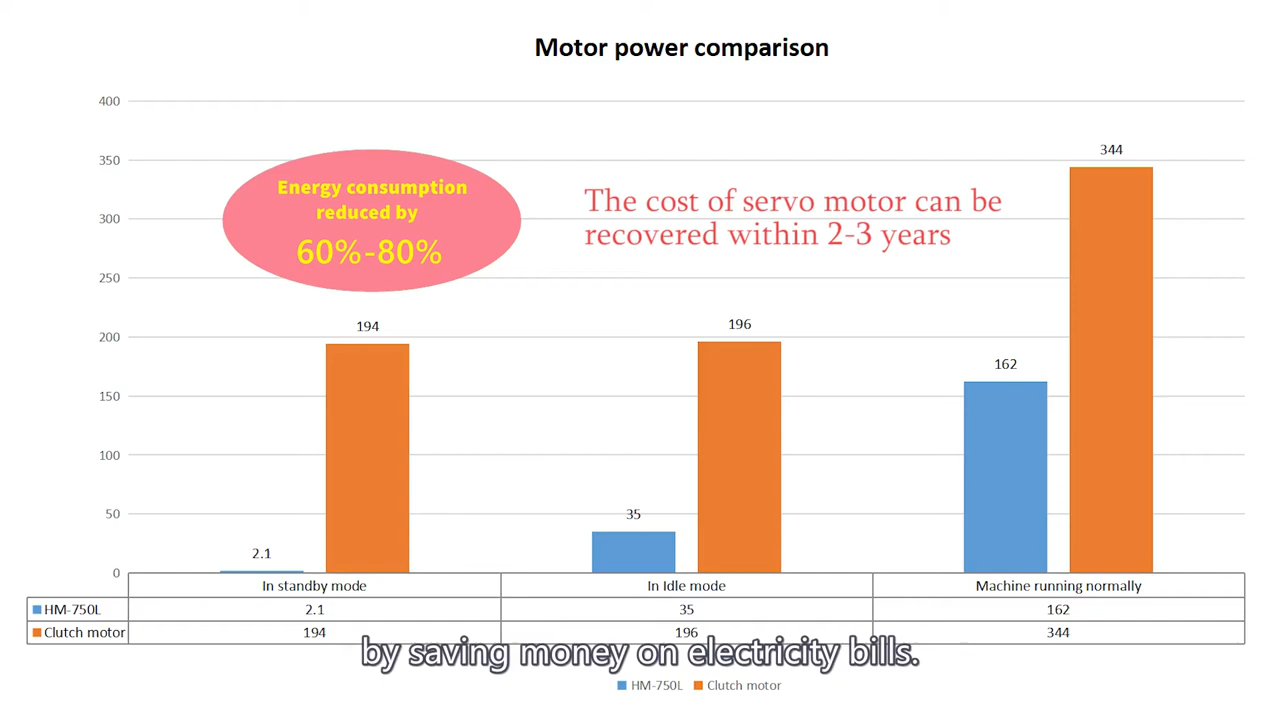 Motor power comparison
400
350
300
250
200
150
100
50
0
Energy consumption
reduced by
60%-80%
The cost of servo motor can be
recovered within 2-3 years
2.1
194
35
196
162
344
In standby mode In Idle mode Machine running normally
HM-750L 2.1 35 162
Clutch motor 194 196 344
by saving money on electricity bills.
HM-750L Clutch motor